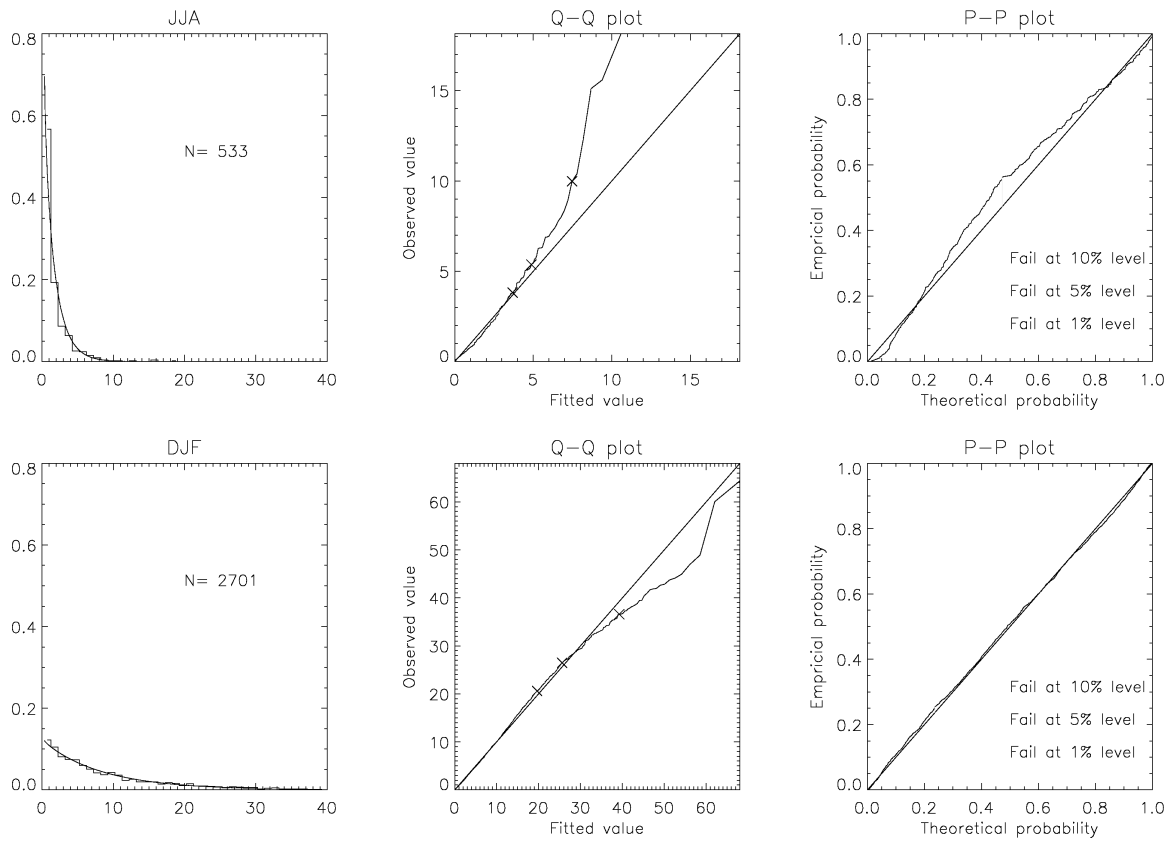 JJA
0.8
0.6
0.4
0.2
0.0
0 10 20 30 40
N= 533
Q-Q plot
Observed value
15
10
5
0
0 5 10 15
Fitted value
P-P plot
Empricial probability
1.0
0.8
0.6
0.4
0.2
0.0
0.0 0.2 0.4 0.6 0.8 1.0
Theoretical probability
Fail at 10% level
Fail at 5% level
Fail at 1% level
DJF
0.8
0.6
0.4
0.2
0.0
0 10 20 30 40
N= 2701
Q-Q plot
Observed value
60
50
40
30
20
10
0
0 10 20 30 40 50 60
Fitted value
P-P plot
Empricial probability
1.0
0.8
0.6
0.4
0.2
0.0
0.0 0.2 0.4 0.6 0.8 1.0
Theoretical probability
Fail at 10% level
Fail at 5% level
Fail at 1% level